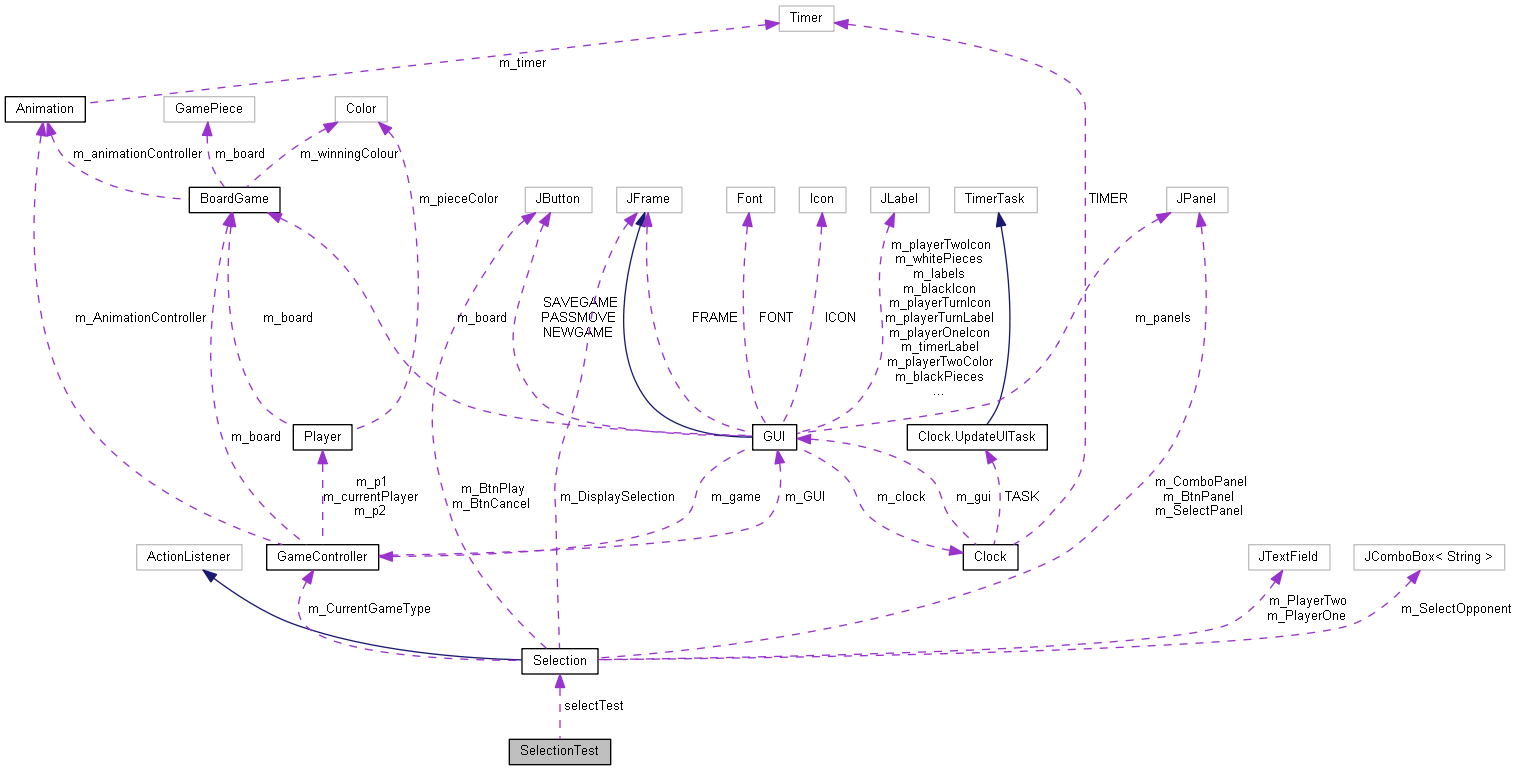 Timer
m_timer
Animation
GamePiece
Color
m_animationController
m_board
m_winningColour
BoardGame
m_pieceColor
JButton
JFrame
Font
Icon
JLabel
TimerTask
JPanel
TIMER
m_AnimationController
m_board
m_board
SAVEGAME
PASSMOVE
NEWGAME
FRAME
FONT
ICON
m_playerTwoIcon
m_whitePieces
m_labels
m_blackIcon
m_playerTurnIcon
m_playerTurnLabel
m_playerOneIcon
m_timerLabel
m_playerTwoColor
m_blackPieces
...
m_panels
m_board
Player
GUI
Clock.UpdateUITask
m_p1
m_currentPlayer
m_p2
m_BtnPlay
m_BtnCancel
m_DisplaySelection
m_game
m_GUI
m_clock
m_gui
TASK
m_ComboPanel
m_BtnPanel
m_SelectPanel
ActionListener
GameController
Clock
JTextField
JComboBox< String >
m_CurrentGameType
m_PlayerTwo
m_PlayerOne
m_SelectOpponent
Selection
selectTest
SelectionTest